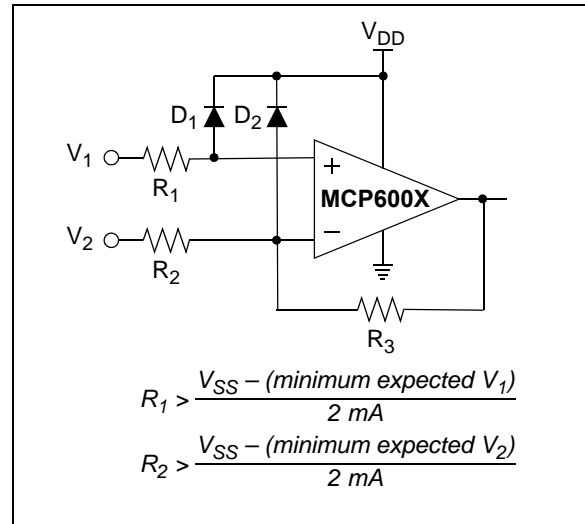 VDD
D1 D2
V1
R1
+
MCP600X
V2
R2
–
R3
R1 > VSS – (minimum expected V1)
2 mA
R2 > VSS – (minimum expected V2)
2 mA